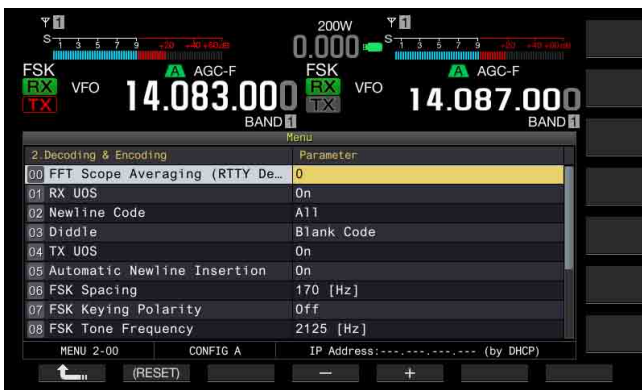 1 200W 1
S 1 3 5 7 9 +20 +40 +60dB 0.000 S 1 3 5 7 9 +20 +40 +60dB
FSK A AGC-F FSK A AGC-F
RX VFO 14.083.000 RX VFO 14.087.000
TX TX
BAND 1 BAND 1
Menu
2.Decoding & Encoding Parameter
00 FFT Scope Averaging (RTTY De… 0
01 RX UOS On
02 Newline Code All
03 Diddle Blank Code
04 TX UOS On
05 Automatic Newline Insertion On
06 FSK Spacing 170 [Hz]
07 FSK Keying Polarity Off
08 FSK Tone Frequency 2125 [Hz]
MENU 2-00 CONFIG A IP Address:---.---.---.--- (by DHCP)
(RESET) − +